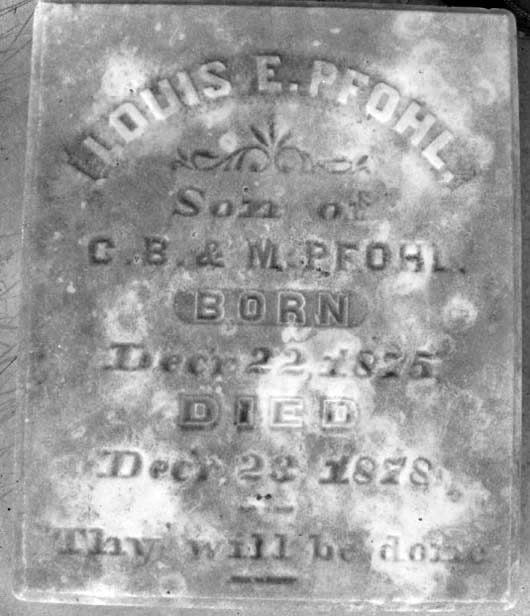 LOUIS E. PFOHL,
Son of
C. B. & M. PFOHL.
BORN
Decr. 22 1875
DIED
Decr. 23 1878.
Thy will be done